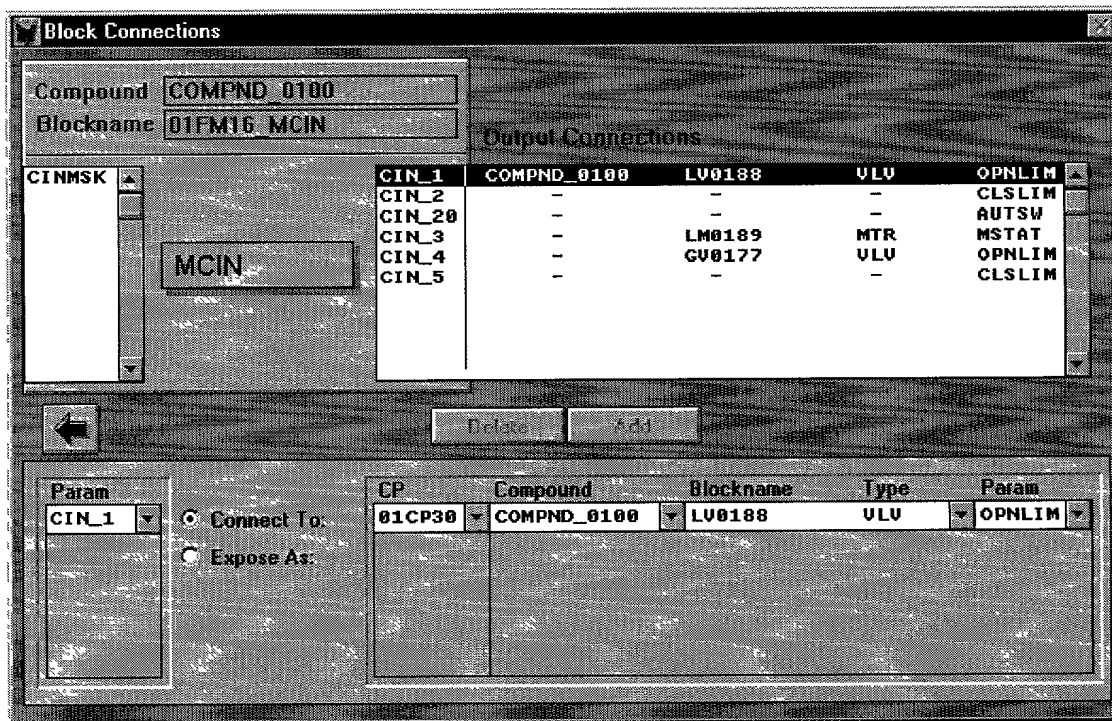 Block Connections
Compound COMPND_0100
Blockname 01FM16_MCIN
Output Connections
CINMSK
MCIN
CIN_1 COMPND_0100 LV0188 VLV OPNLIM
CIN_2 - - - CLSLIM
CIN_20 - - - AUTSW
CIN_3 - LM0189 MTR MSTAT
CIN_4 - GV0177 VLV OPNLIM
CIN_5 - - - CLSLIM
Delete Add
Param CP Compound Blockname Type Param
CIN_1 Connect To: 01CP30 COMPND_0100 LV0188 VLV OPNLIM
Expose As: